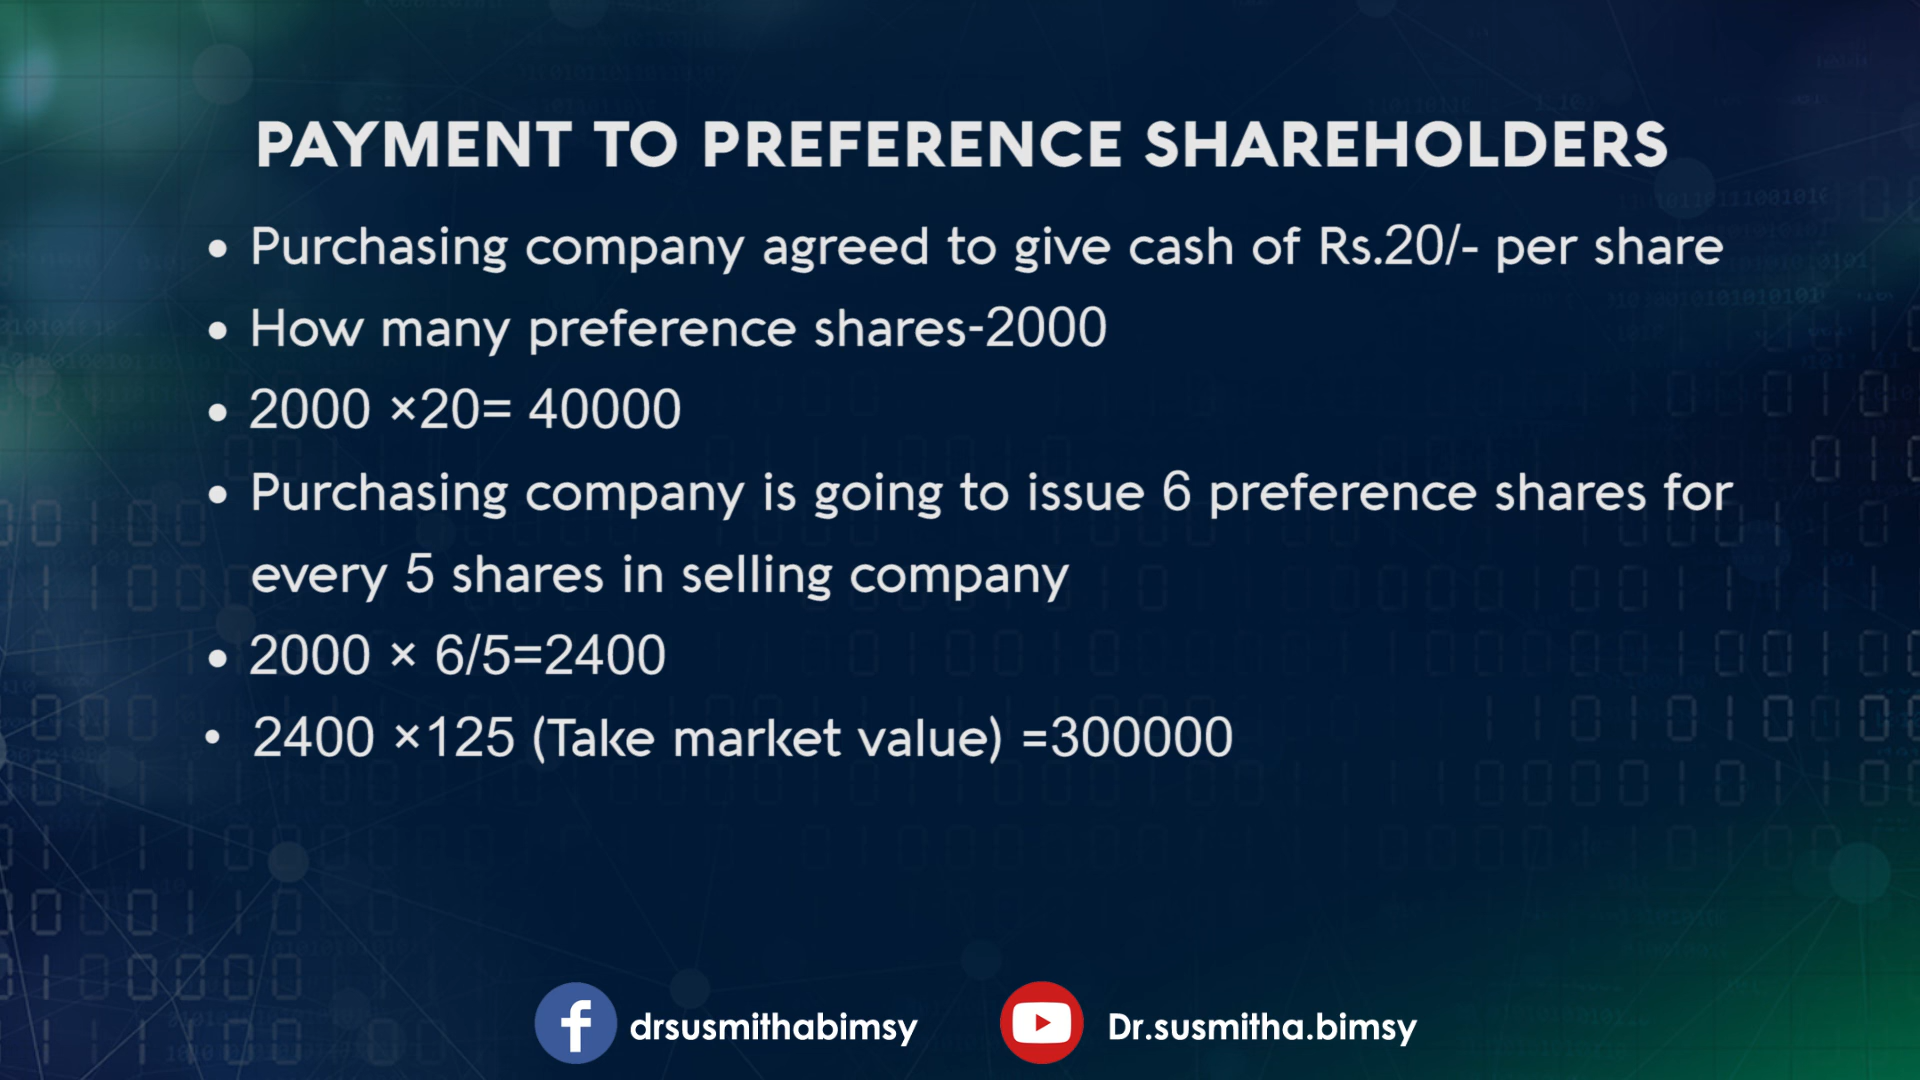 PAYMENT TO PREFERENCE SHAREHOLDERS
• Purchasing company agreed to give cash of Rs.20/- per share
• How many preference shares-2000
• 2000 ×20= 40000
• Purchasing company is going to issue 6 preference shares for
every 5 shares in selling company
• 2000 × 6/5=2400
• 2400 ×125 (Take market value) =300000
drsusmithabimsy
Dr.susmitha.bimsy